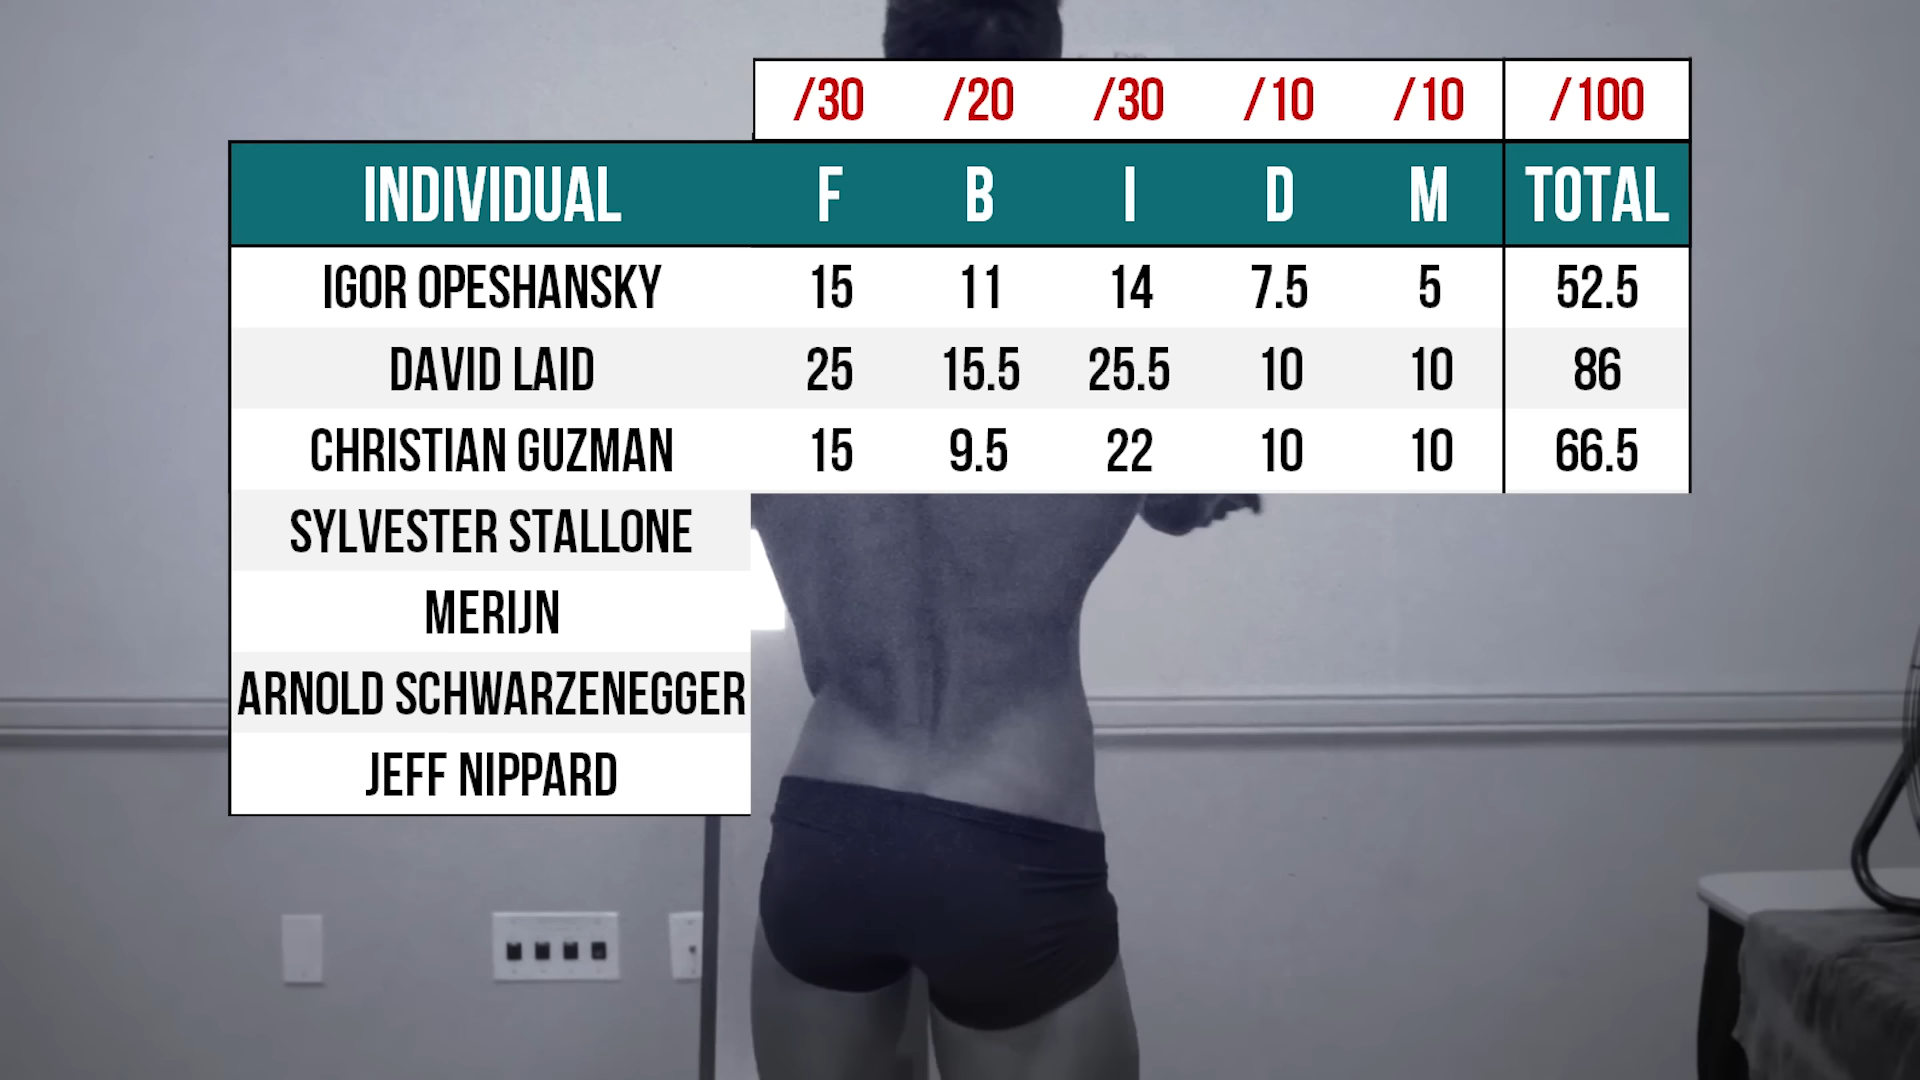 /30 /20 /30 /10 /10 /100
INDIVIDUAL F B I D M TOTAL
IGOR OPESHANSKY 15 11 14 7.5 5 52.5
DAVID LAID 25 15.5 25.5 10 10 86
CHRISTIAN GUZMAN 15 9.5 22 10 10 66.5
SYLVESTER STALLONE
MERIJN
ARNOLD SCHWARZENEGGER
JEFF NIPPARD